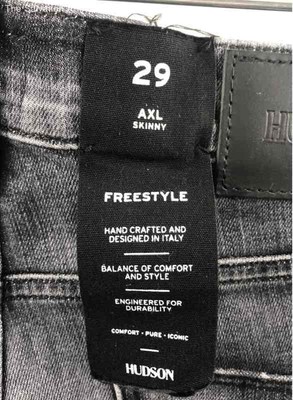 29
AXL
SKINNY
FREESTYLE
HAND CRAFTED AND
DESIGNED IN ITALY
BALANCE OF COMFORT
AND STYLE
ENGINEERED FOR
DURABILITY
COMFORT · PURE · ICONIC
HUDSON